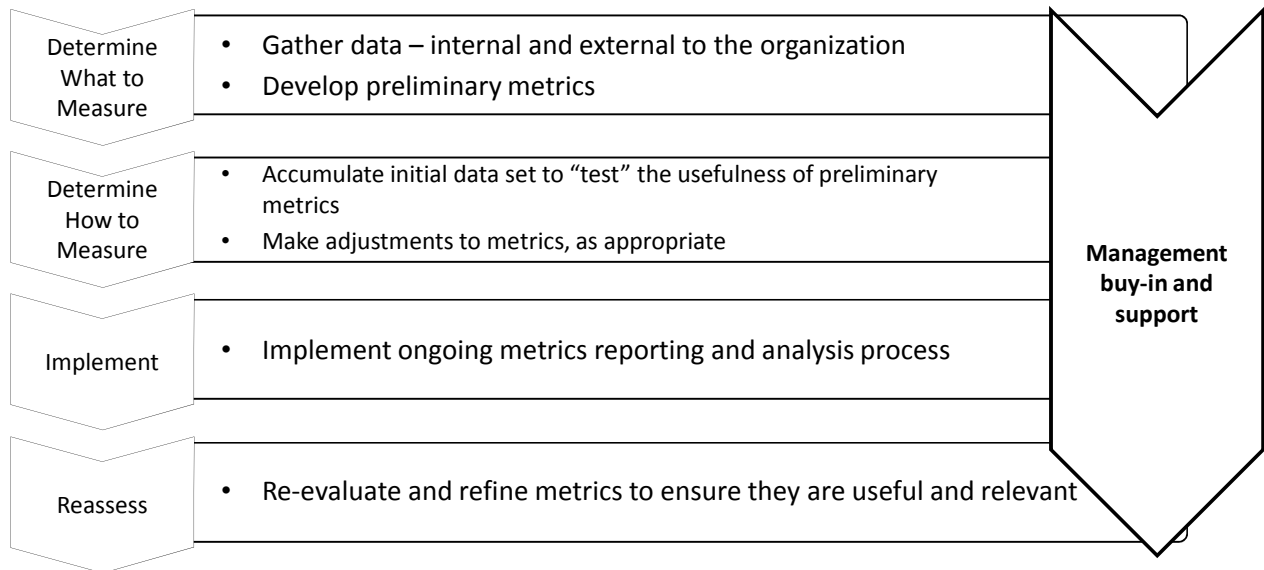 Determine
What to
Measure
• Gather data – internal and external to the organization
• Develop preliminary metrics
Determine
How to
Measure
• Accumulate initial data set to “test” the usefulness of preliminary
metrics
• Make adjustments to metrics, as appropriate
Implement
• Implement ongoing metrics reporting and analysis process
Reassess
• Re-evaluate and refine metrics to ensure they are useful and relevant
Management
buy-in and
support